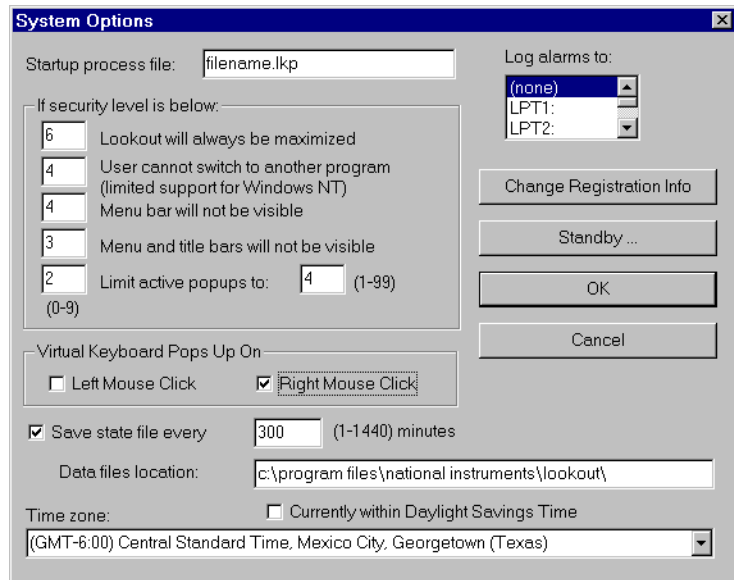 System Options
Startup process file: filename.lkp
Log alarms to:
(none)
LPT1:
LPT2:
If security level is below:
6 Lookout will always be maximized
4 User cannot switch to another program
(limited support for Windows NT)
4 Menu bar will not be visible
3 Menu and title bars will not be visible
2 Limit active popups to: 4 (1-99)
(0-9)
Change Registration Info
Standby ...
OK
Cancel
Virtual Keyboard Pops Up On
Left Mouse Click Right Mouse Click
Save state file every 300 (1-1440) minutes
Data files location: c:\program files\national instruments\lookout\
Time zone: Currently within Daylight Savings Time
(GMT-6:00) Central Standard Time, Mexico City, Georgetown (Texas)